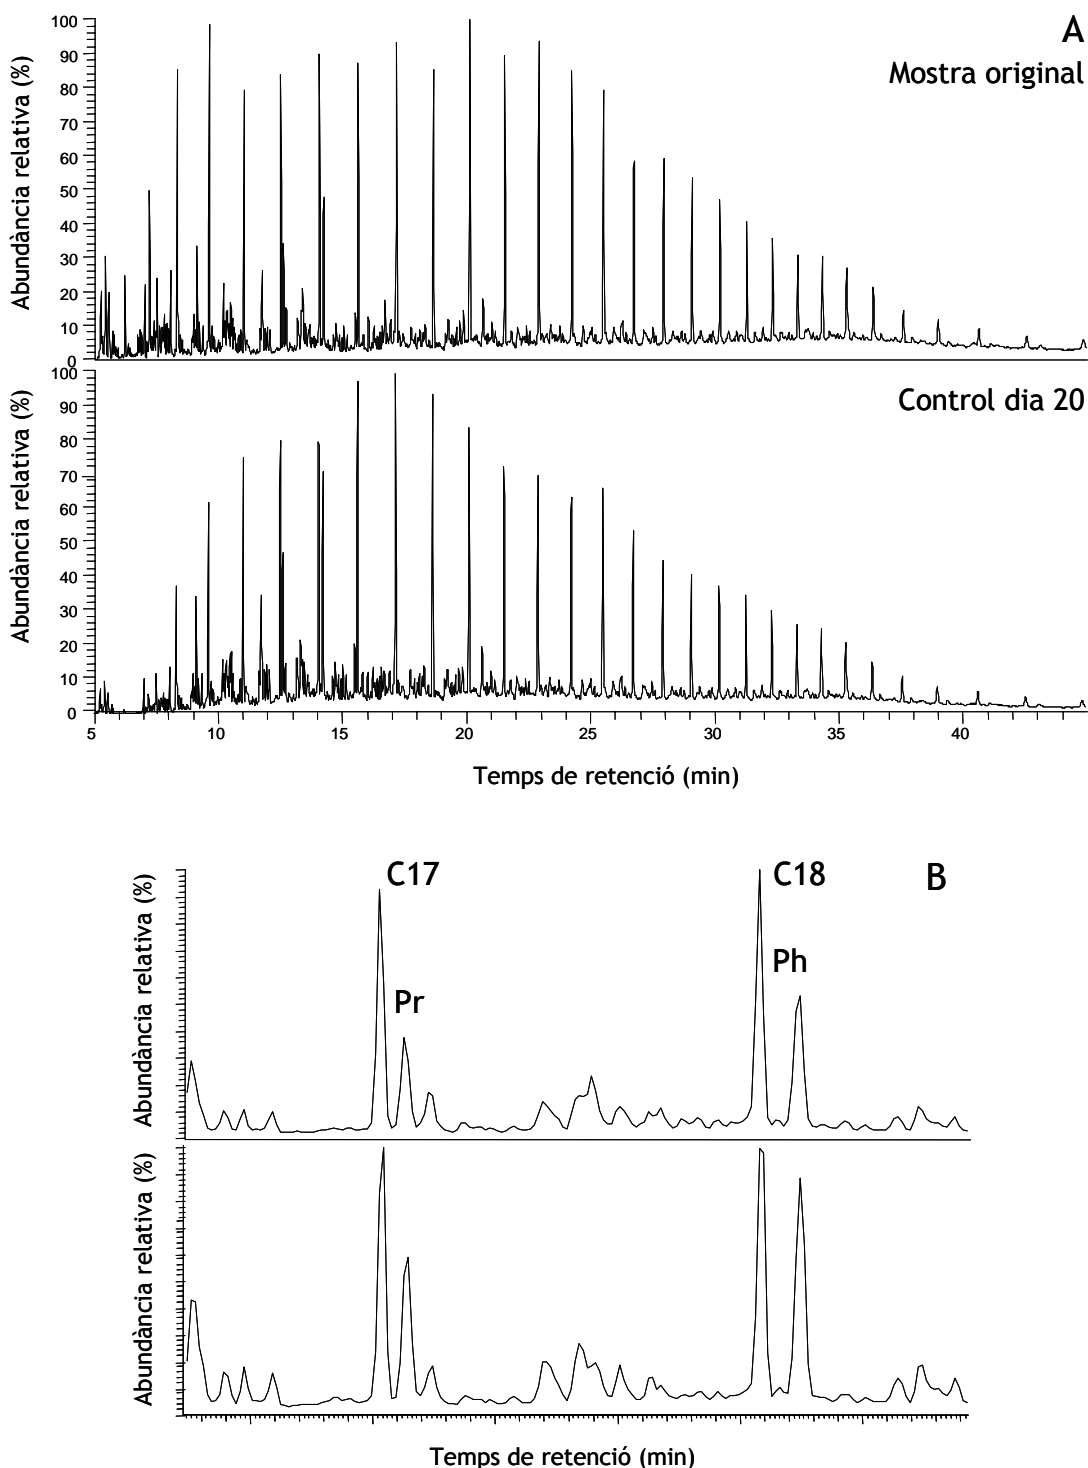 A
Mostra original
Abundància relativa (%)
100
90
80
70
60
50
40
30
20
10
0
Control dia 20
Abundància relativa (%)
100
90
80
70
60
50
40
30
20
10
0
5 10 15 20 25 30 35 40
Temps de retenció (min)
B
C17
C18
Ph
Pr
Abundància relativa (%)
Abundància relativa (%)
Temps de retenció (min)